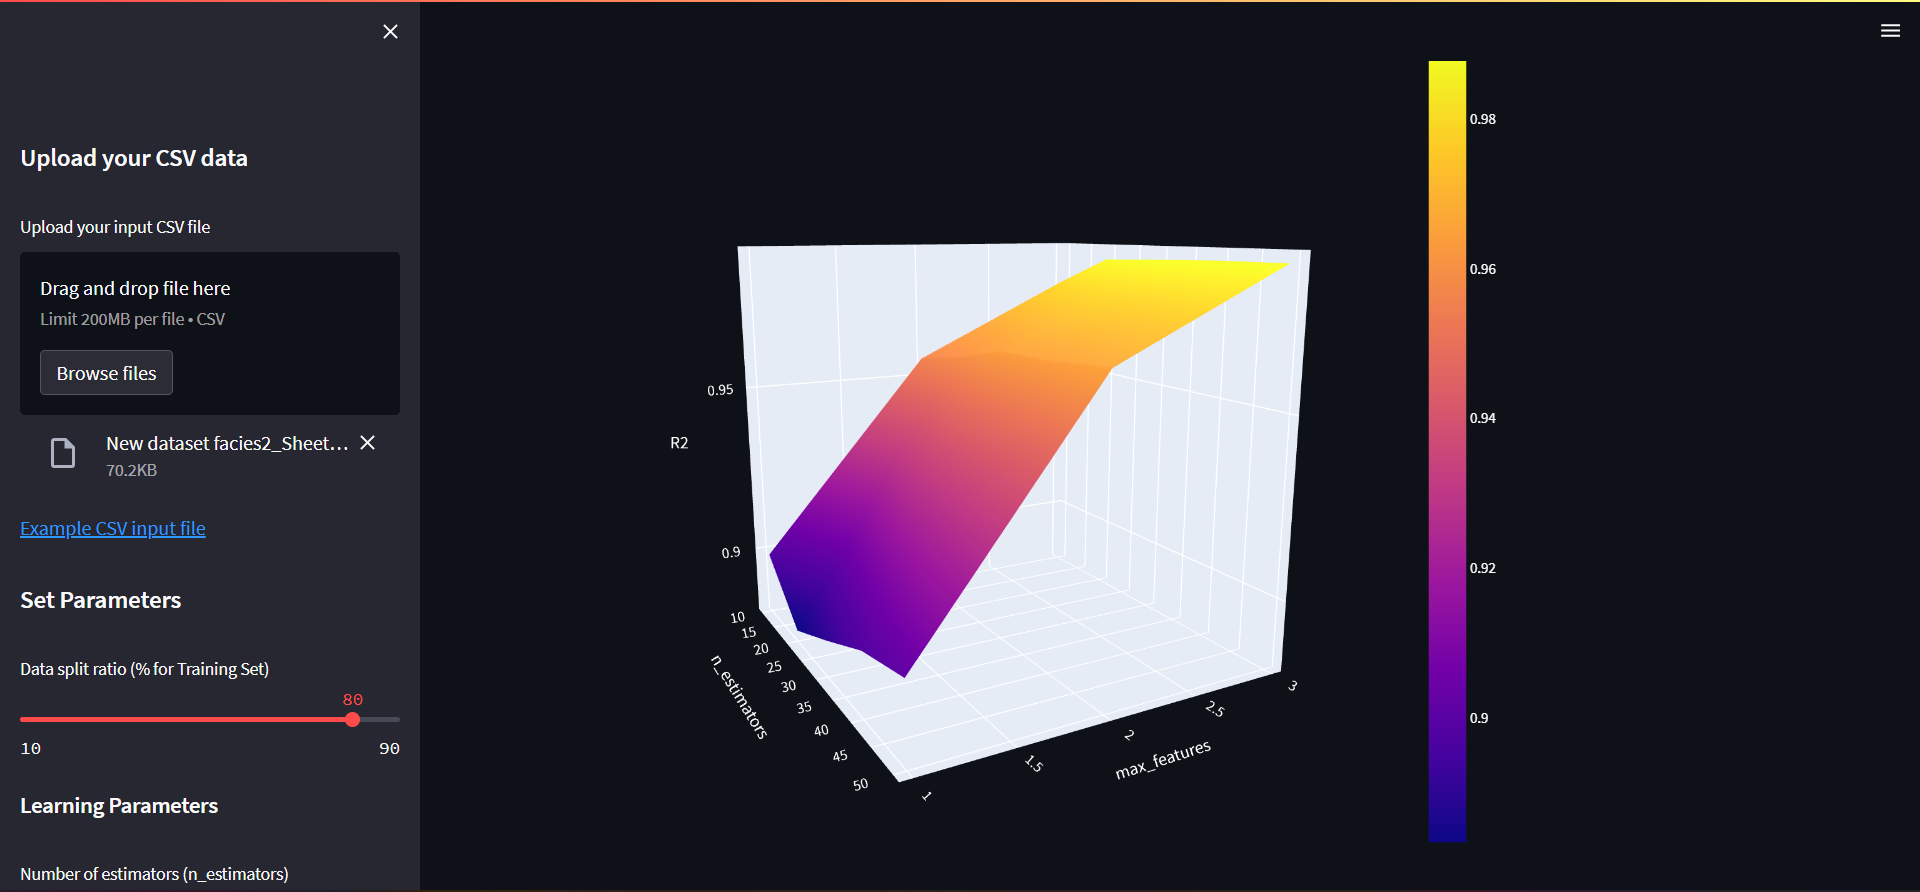 Upload your CSV data
Upload your input CSV file
Drag and drop file here
Limit 200MB per file • CSV
Browse files
New dataset facies2_Sheet…
70.2KB
Example CSV input file
Set Parameters
Data split ratio (% for Training Set)
80
10
90
Learning Parameters
Number of estimators (n_estimators)
R2
0.95
0.9
10
15
20
25
30
35
40
45
50
n_estimators
1
1.5
2
2.5
3
max_features
0.98
0.96
0.94
0.92
0.9